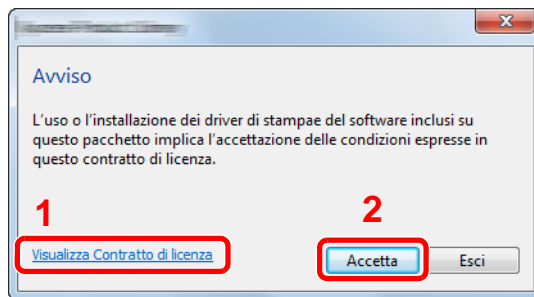 Avviso
L'uso o l'installazione dei driver di stampae del software inclusi su
questo pacchetto implica l'accettazione delle condizioni espresse in
questo contratto di licenza.
1
2
Visualizza Contratto di licenza
Accetta
Esci